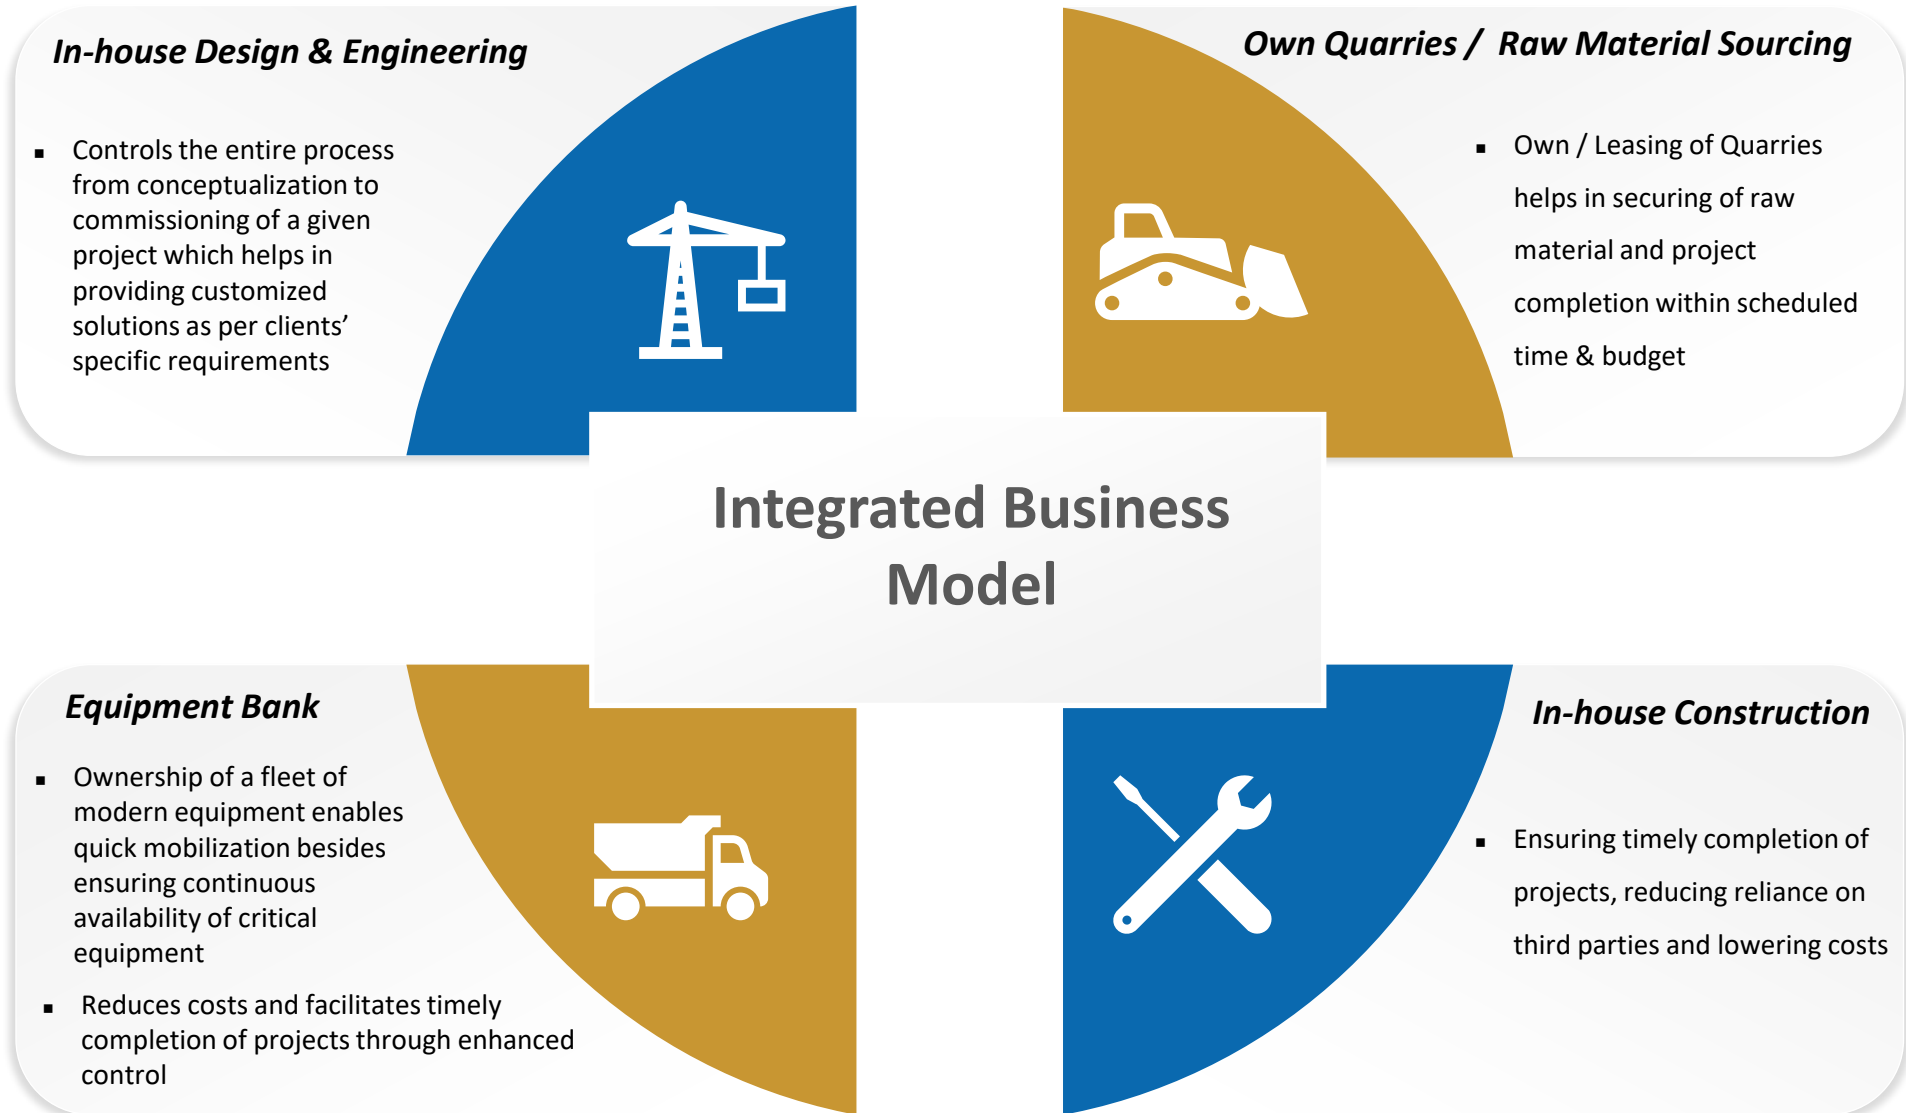 In-house Design & Engineering
▪ Controls the entire process
from conceptualization to
commissioning of a given
project which helps in
providing customized
solutions as per clients’
specific requirements
Own Quarries / Raw Material Sourcing
▪ Own / Leasing of Quarries
helps in securing of raw
material and project
completion within scheduled
time & budget
Integrated Business
Model
Equipment Bank
▪ Ownership of a fleet of
modern equipment enables
quick mobilization besides
ensuring continuous
availability of critical
equipment
▪ Reduces costs and facilitates timely
completion of projects through enhanced
control
In-house Construction
▪ Ensuring timely completion of
projects, reducing reliance on
third parties and lowering costs